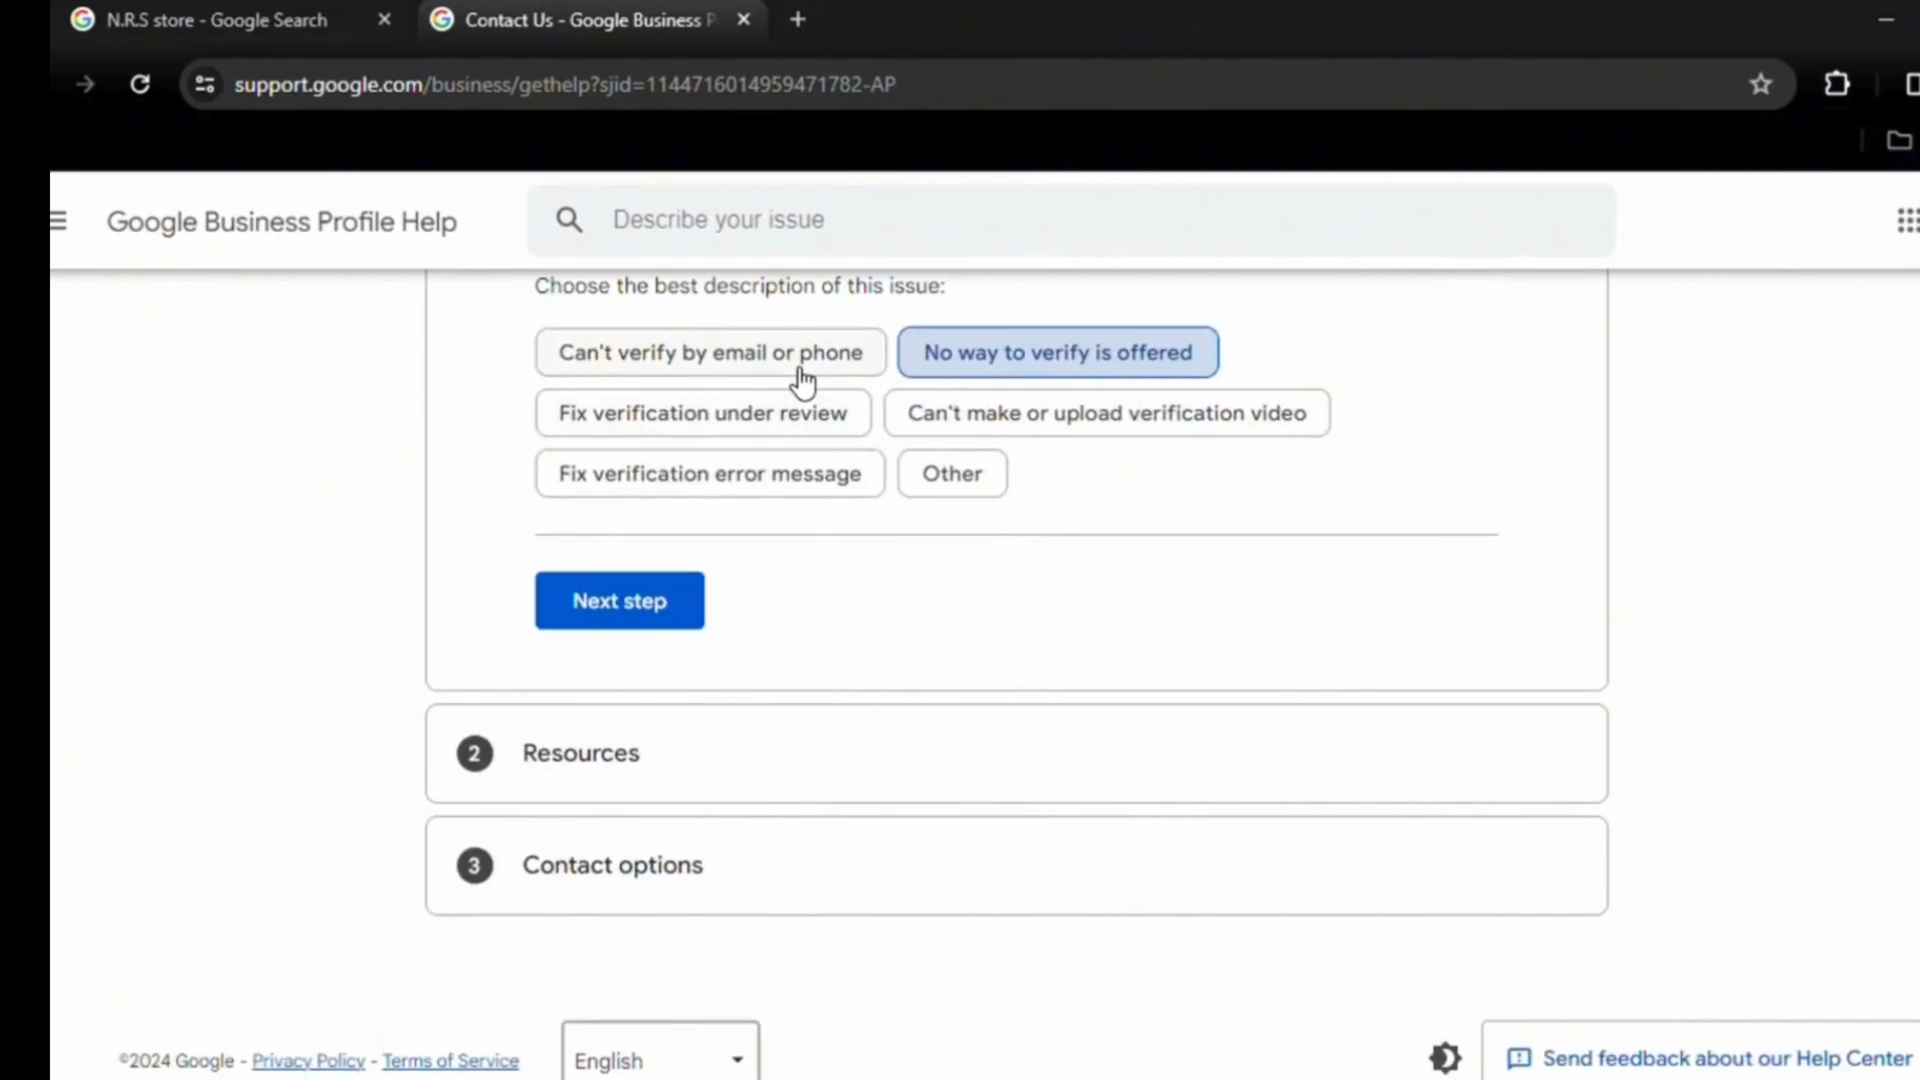 N.R.S store - Google Search
Contact Us - Google Business P
support.google.com/business/gethelp?sjid=11447160149594717​82-AP
Google Business Profile Help
Describe your issue
Choose the best description of this issue:
Can't verify by email or phone
No way to verify is offered
Fix verification under review
Can't make or upload verification video
Fix verification error message
Other
Next step
2 Resources
3 Contact options
©2024 Google - Privacy Policy - Terms of Service
English
Send feedback about our Help Center